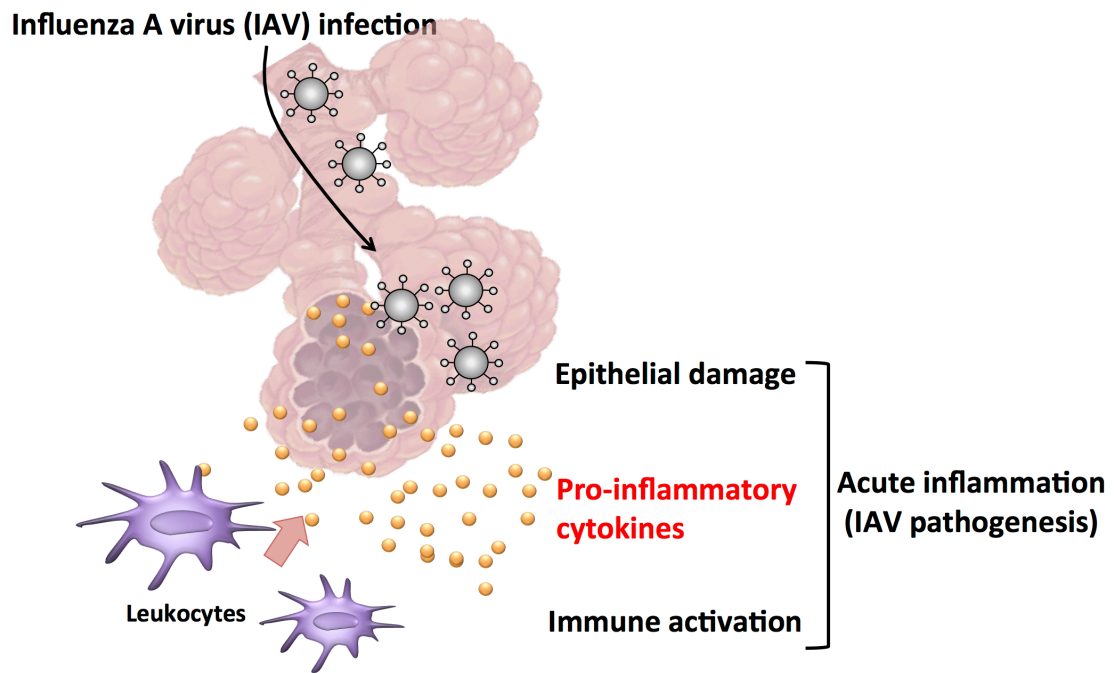 Influenza A virus (IAV) infection
Epithelial damage
Pro-inflammatory
cytokines
Acute inflammation
(IAV pathogenesis)
Leukocytes
Immune activation